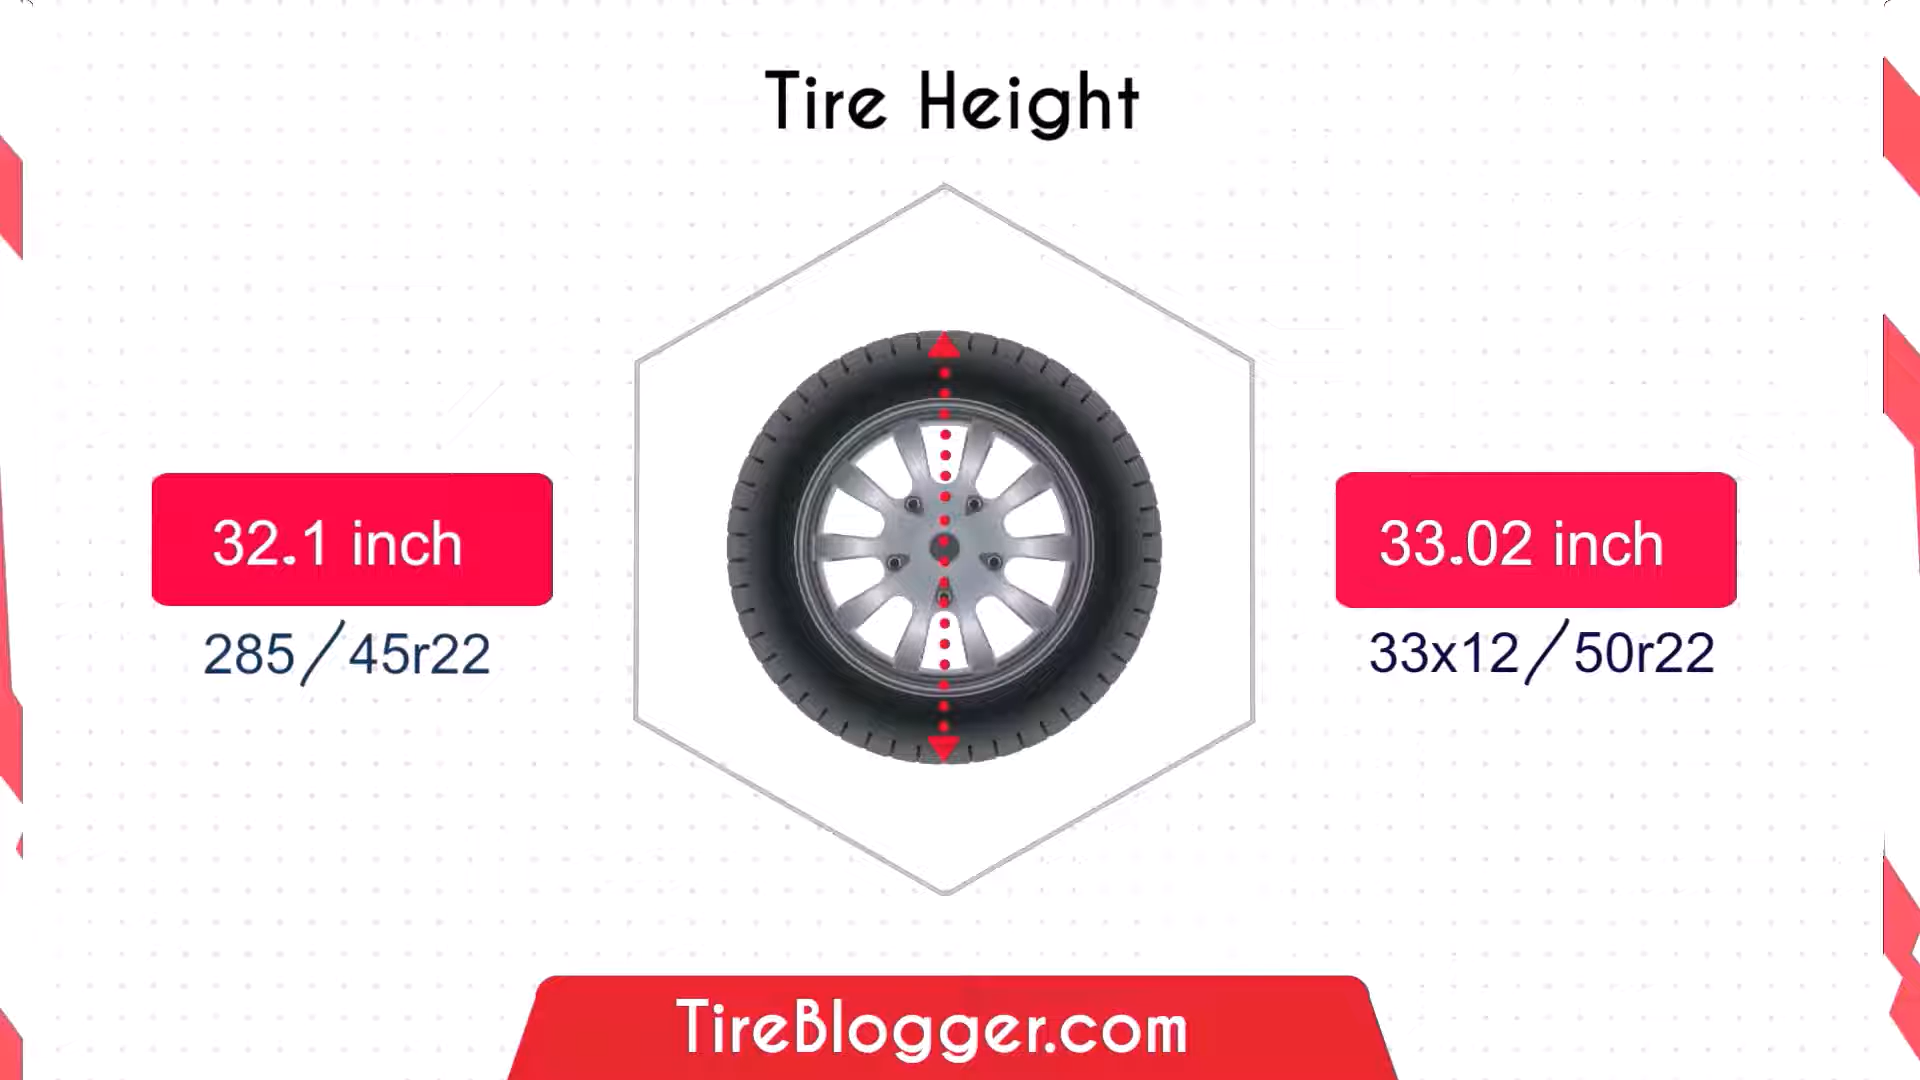 Tire Height
32.1 inch
285/45r22
33.02 inch
33x12/50r22
TireBlogger.com